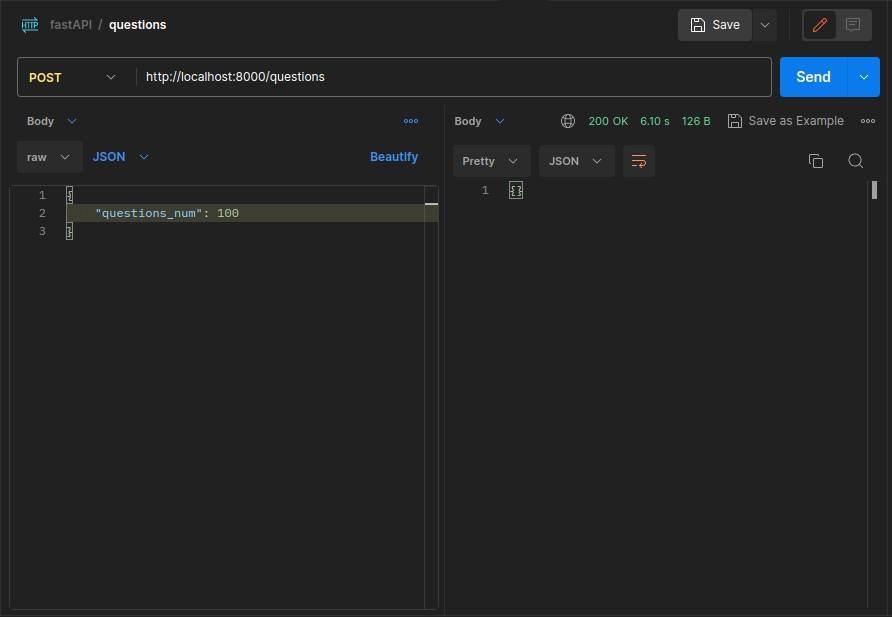 HTTP fastAPI / questions Save
POST http://localhost:8000/questions Send
Body
raw JSON Beautify
1 {
2 "questions_num": 100
3 }
Body 200 OK 6.10 s 126 B Save as Example
Pretty JSON
1 {}